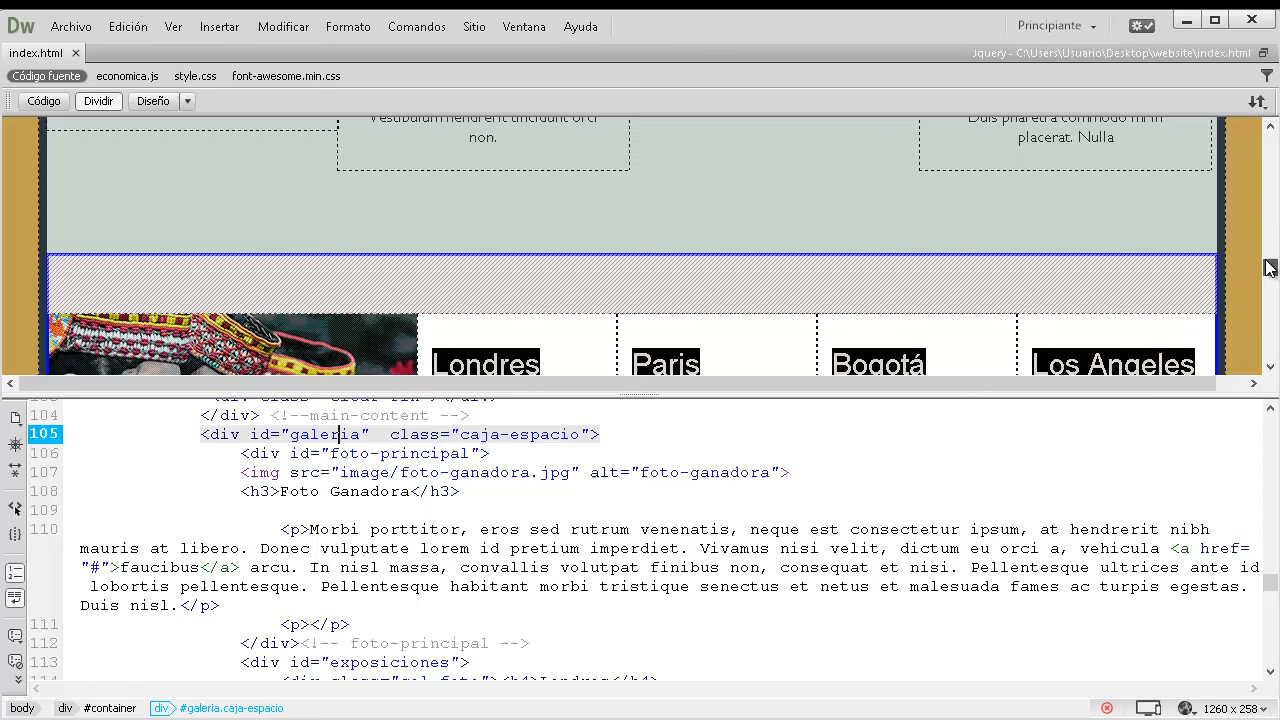 Dw Archivo Edición Ver Insertar Modificar Formato Comandos Sitio Ventana Ayuda Principiante
index.html Jquery - C:\Users\Usuario\Desktop\website\index.html
Código fuente economica.js style.css font-awesome.min.css
Código Dividir Diseño
Vestibulum hendrerit tincidunt orci
non.
Duis pharetra commodo mi in
placerat. Nulla
Londres Paris Bogotá Los Angeles
104 </div> <!--main-content -->
105 <div id="galeria"  class="caja-espacio">
106 <div id="foto-principal">
107 <img src="image/foto-ganadora.jpg" alt="foto-ganadora">
108 <h3>Foto Ganadora</h3>
109
110 <p>Morbi porttitor, eros sed rutrum venenatis, neque est consectetur ipsum, at hendrerit nibh
mauris at libero. Donec vulputate lorem id pretium imperdiet. Vivamus nisi velit, dictum eu orci a, vehicula <a href=
"#">faucibus</a> arcu. In nisl massa, convallis volutpat finibus non, consequat et nisi. Pellentesque ultrices ante id
lobortis pellentesque. Pellentesque habitant morbi tristique senectus et netus et malesuada fames ac turpis egestas.
Duis nisl.</p>
111 <p></p>
112 </div><!-- foto-principal -->
113 <div id="exposiciones">
body div #container div #galeria.caja-espacio 1260 x 258